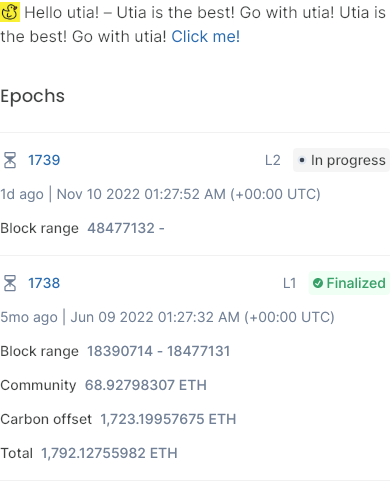 Hello utia! – Utia is the best! Go with utia! Utia is
the best! Go with utia! Click me!
Epochs
1739 L2 In progress
1d ago | Nov 10 2022 01:27:52 AM (+00:00 UTC)
Block range 48477132 -
1738 L1 Finalized
5mo ago | Jun 09 2022 01:27:32 AM (+00:00 UTC)
Block range 18390714 - 18477131
Community 68.92798307 ETH
Carbon offset 1,723.19957675 ETH
Total 1,792.12755982 ETH